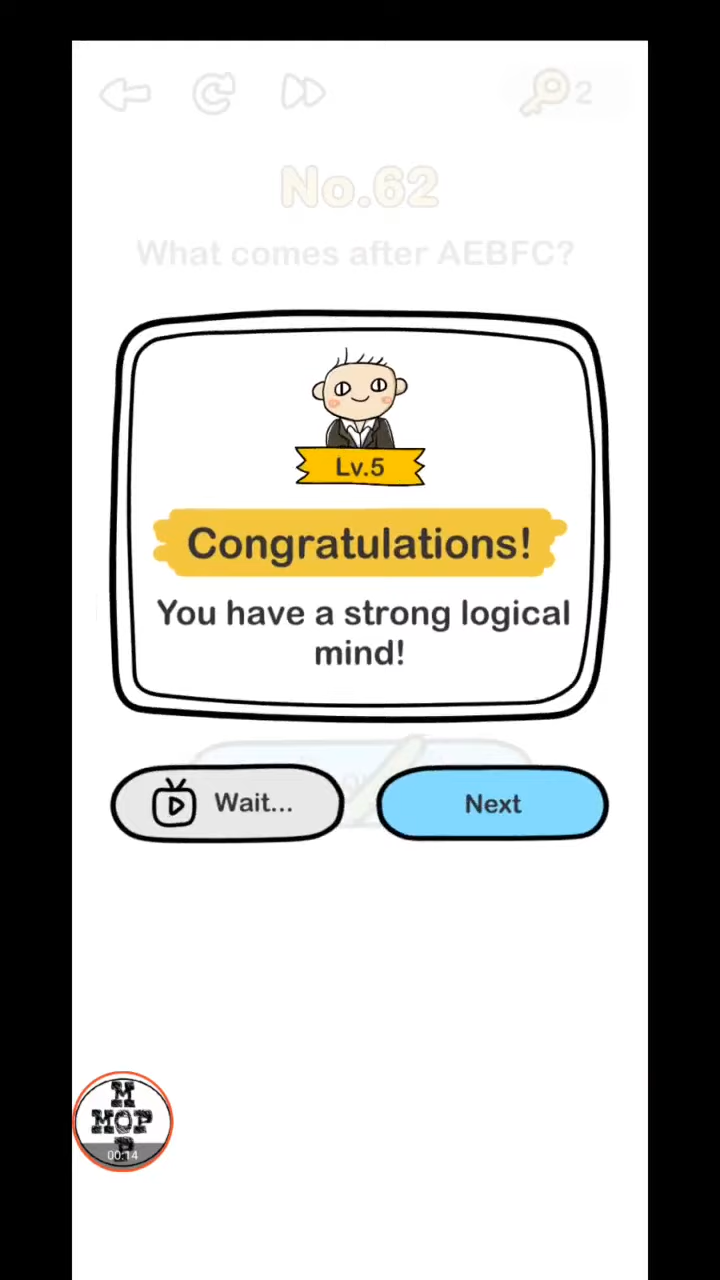 2
No.62
What comes after AEBFC?
Lv.5
Congratulations!
You have a strong logical
mind!
Wait...
Next
M
MOP
P
00:14